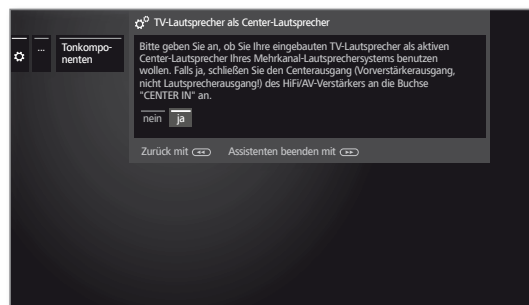 TV-Lautsprecher als Center-Lautsprecher
...
Tonkompo-
nenten
Bitte geben Sie an, ob Sie Ihre eingebauten TV-Lautsprecher als aktiven
Center-Lautsprecher Ihres Mehrkanal-Lautsprechersystems benutzen
wollen. Falls ja, schließen Sie den Centerausgang (Vorverstärkerausgang,
nicht Lautsprecherausgang!) des HiFi/AV-Verstärkers an die Buchse
"CENTER IN" an.
nein ja
Zurück mit Assistenten beenden mit